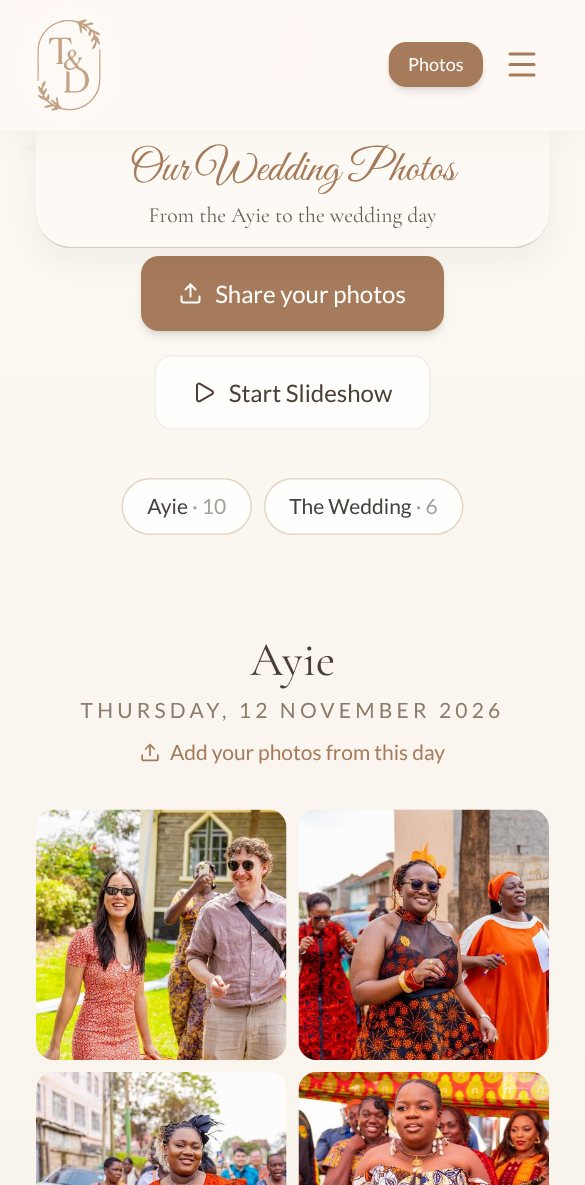 T&D
Photos
Our Wedding Photos
From the Ayie to the wedding day
Share your photos
Start Slideshow
Ayie · 10
The Wedding · 6
Ayie
THURSDAY, 12 NOVEMBER 2026
Add your photos from this day